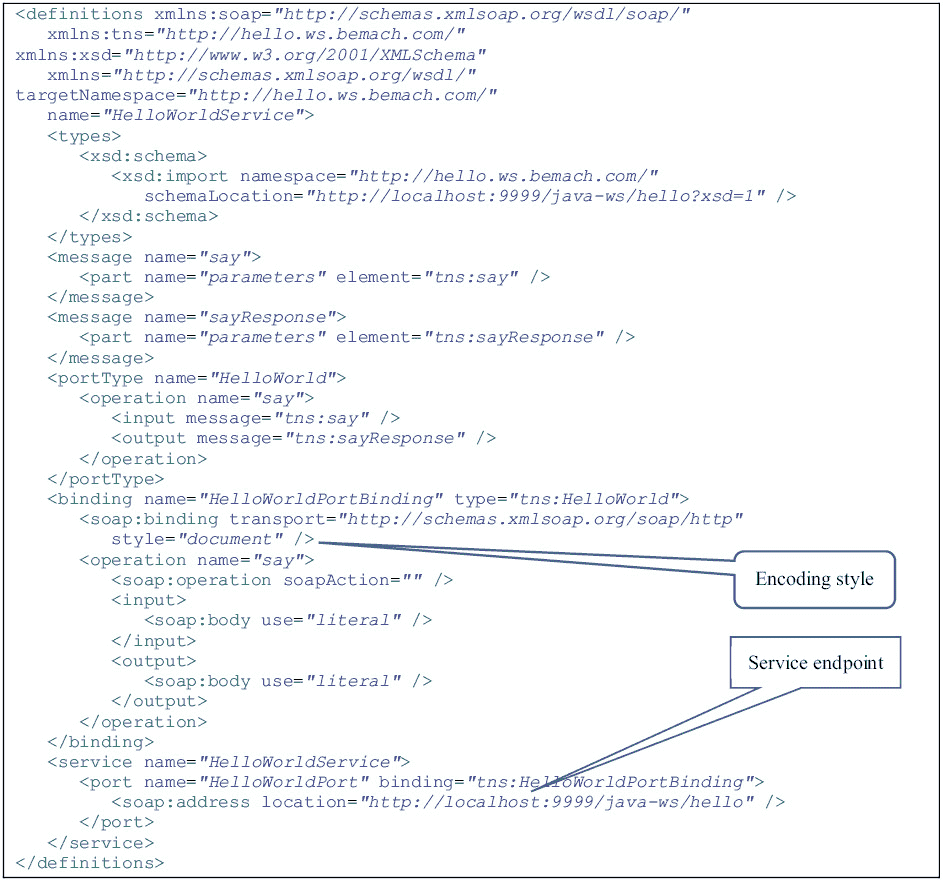 <definitions xmlns:soap="http://schemas.xmlsoap.org/wsdl/soap/"
xmlns:tns="http://hello.ws.bemach.com/"
xmlns:xsd="http://www.w3.org/2001/XMLSchema"
xmlns="http://schemas.xmlsoap.org/wsdl/"
targetNamespace="http://hello.ws.bemach.com/"
name="HelloWorldService">
<types>
<xsd:schema>
<xsd:import namespace="http://hello.ws.bemach.com/"
schemaLocation="http://localhost:9999/java-ws/hello?xsd=1" />
</xsd:schema>
</types>
<message name="say">
<part name="parameters" element="tns:say" />
</message>
<message name="sayResponse">
<part name="parameters" element="tns:sayResponse" />
</message>
<portType name="HelloWorld">
<operation name="say">
<input message="tns:say" />
<output message="tns:sayResponse" />
</operation>
</portType>
<binding name="HelloWorldPortBinding" type="tns:HelloWorld">
<soap:binding transport="http://schemas.xmlsoap.org/soap/http"
style="document" />
<operation name="say">
<soap:operation soapAction="" />
<input>
<soap:body use="literal" />
</input>
<output>
<soap:body use="literal" />
</output>
</operation>
</binding>
<service name="HelloWorldService">
<port name="HelloWorldPort" binding="tns:HelloWorldPortBinding">
<soap:address location="http://localhost:9999/java-ws/hello" />
</port>
</service>
</definitions>
Encoding style
Service endpoint